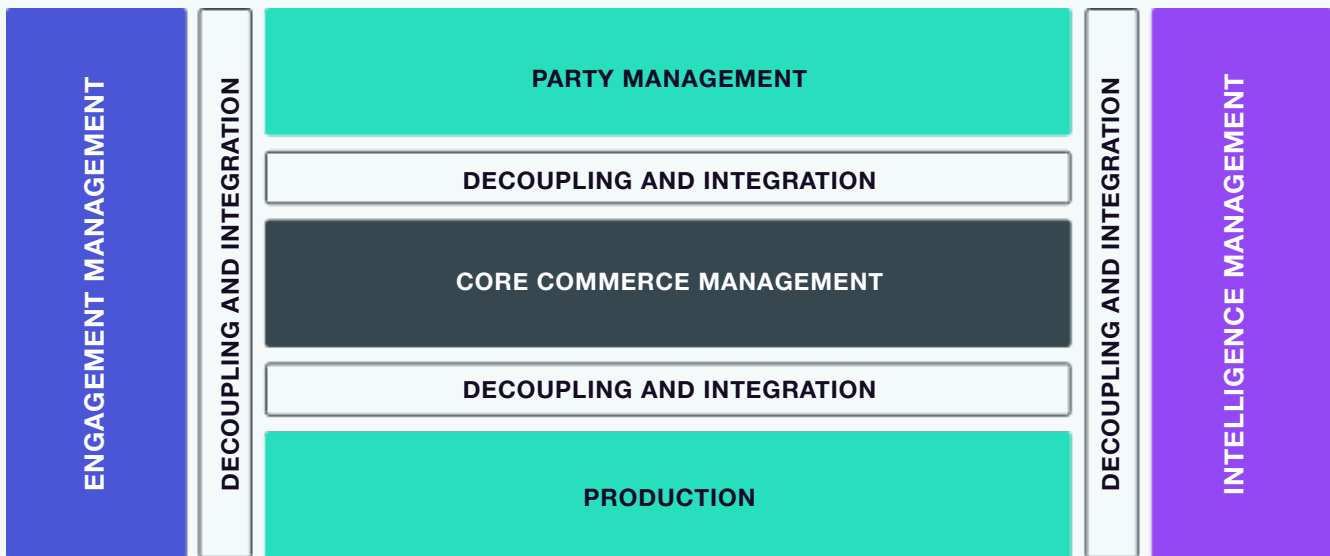 ENGAGEMENT MANAGEMENT
DECOUPLING AND INTEGRATION
PARTY MANAGEMENT
DECOUPLING AND INTEGRATION
CORE COMMERCE MANAGEMENT
DECOUPLING AND INTEGRATION
PRODUCTION
DECOUPLING AND INTEGRATION
INTELLIGENCE MANAGEMENT